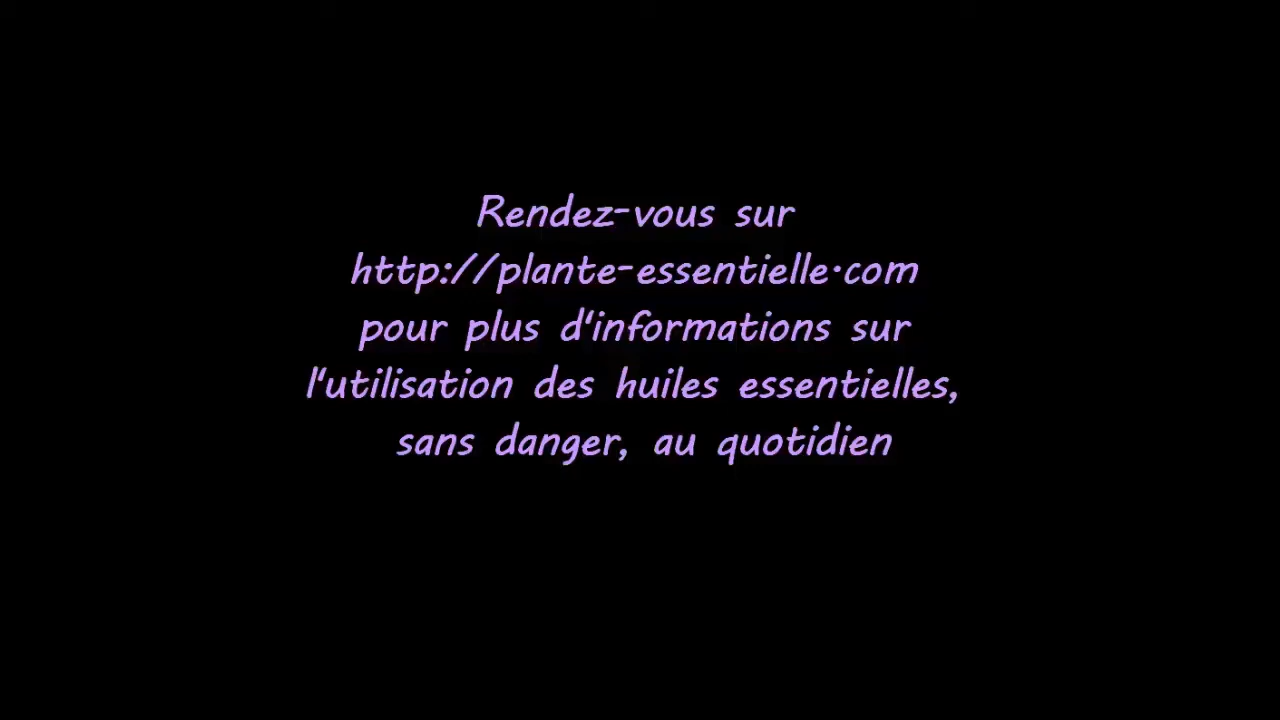 Rendez-vous sur
http://plante-essentielle.com
pour plus d'informations sur
l'utilisation des huiles essentielles,
sans danger, au quotidien